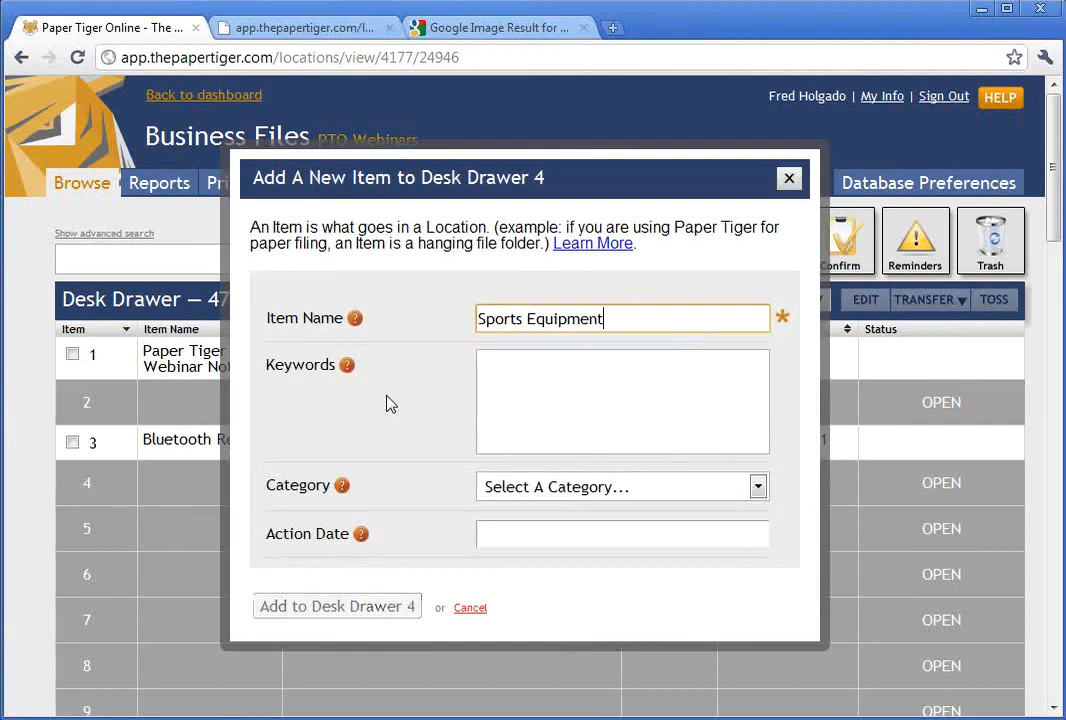 Paper Tiger Online - The ...
app.thepapertiger.com/l...
Google Image Result for ...
app.thepapertiger.com/locations/view/4177/24946
Back to dashboard
Fred Holgado | My Info | Sign Out HELP
Business Files PTO Webinars
Browse Reports Pri
Database Preferences
Add A New Item to Desk Drawer 4
An Item is what goes in a Location. (example: if you are using Paper Tiger for
paper filing, an Item is a hanging file folder.) Learn More.
Show advanced search
Confirm Reminders Trash
Desk Drawer — 47
EDIT TRANSFER TOSS
Item Item Name Status
Item Name ? Sports Equipment *
1 Paper Tiger
Webinar Not
Keywords ?
2 OPEN
3 Bluetooth Re 1
Category ? Select A Category...
4 OPEN
Action Date ?
5 OPEN
6 OPEN
Add to Desk Drawer 4 or Cancel
7 OPEN
8 OPEN
9 OPEN